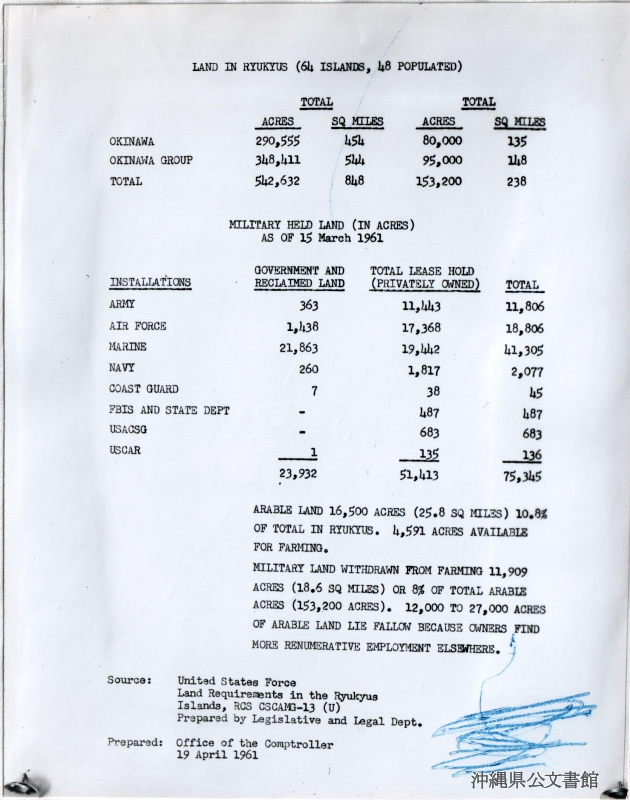 LAND IN RYUKYUS (64 ISLANDS, 48 POPULATED)
TOTAL TOTAL
ACRES SQ MILES ACRES SQ MILES
OKINAWA 290,555 454 80,000 135
OKINAWA GROUP 348,411 544 95,000 148
TOTAL 542,632 848 153,200 238
MILITARY HELD LAND (IN ACRES)
AS OF 15 March 1961
GOVERNMENT AND TOTAL LEASE HOLD
INSTALLATIONS RECLAIMED LAND (PRIVATELY OWNED) TOTAL
ARMY 363 11,443 11,806
AIR FORCE 1,438 17,368 18,806
MARINE 21,863 19,442 41,305
NAVY 260 1,817 2,077
COAST GUARD 7 38 45
FBIS AND STATE DEPT - 487 487
USACSG - 683 683
USCAR 1 135 136
23,932 51,413 75,345
ARABLE LAND 16,500 ACRES (25.8 SQ MILES) 10.8%
OF TOTAL IN RYUKYUS. 4,591 ACRES AVAILABLE
FOR FARMING.
MILITARY LAND WITHDRAWN FROM FARMING 11,909
ACRES (18.6 SQ MILES) OR 8% OF TOTAL ARABLE
ACRES (153,200 ACRES). 12,000 TO 27,000 ACRES
OF ARABLE LAND LIE FALLOW BECAUSE OWNERS FIND
MORE RENUMERATIVE EMPLOYMENT ELSEWHERE.
Source: United States Force
Land Requirements in the Ryukyus
Islands, RCS CSCAMG-13 (U)
Prepared by Legislative and Legal Dept.
Prepared: Office of the Comptroller
19 April 1961
沖縄県公文書館